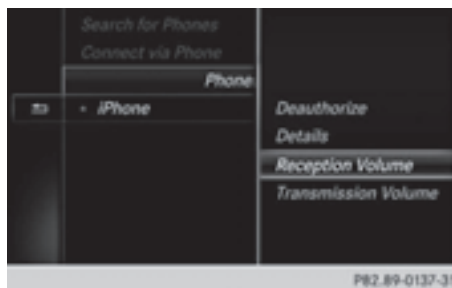 Search for Phones
Connect via Phone
Phone
iPhone
Deauthorize
Details
Reception Volume
Transmission Volume
P82.89-0137-31